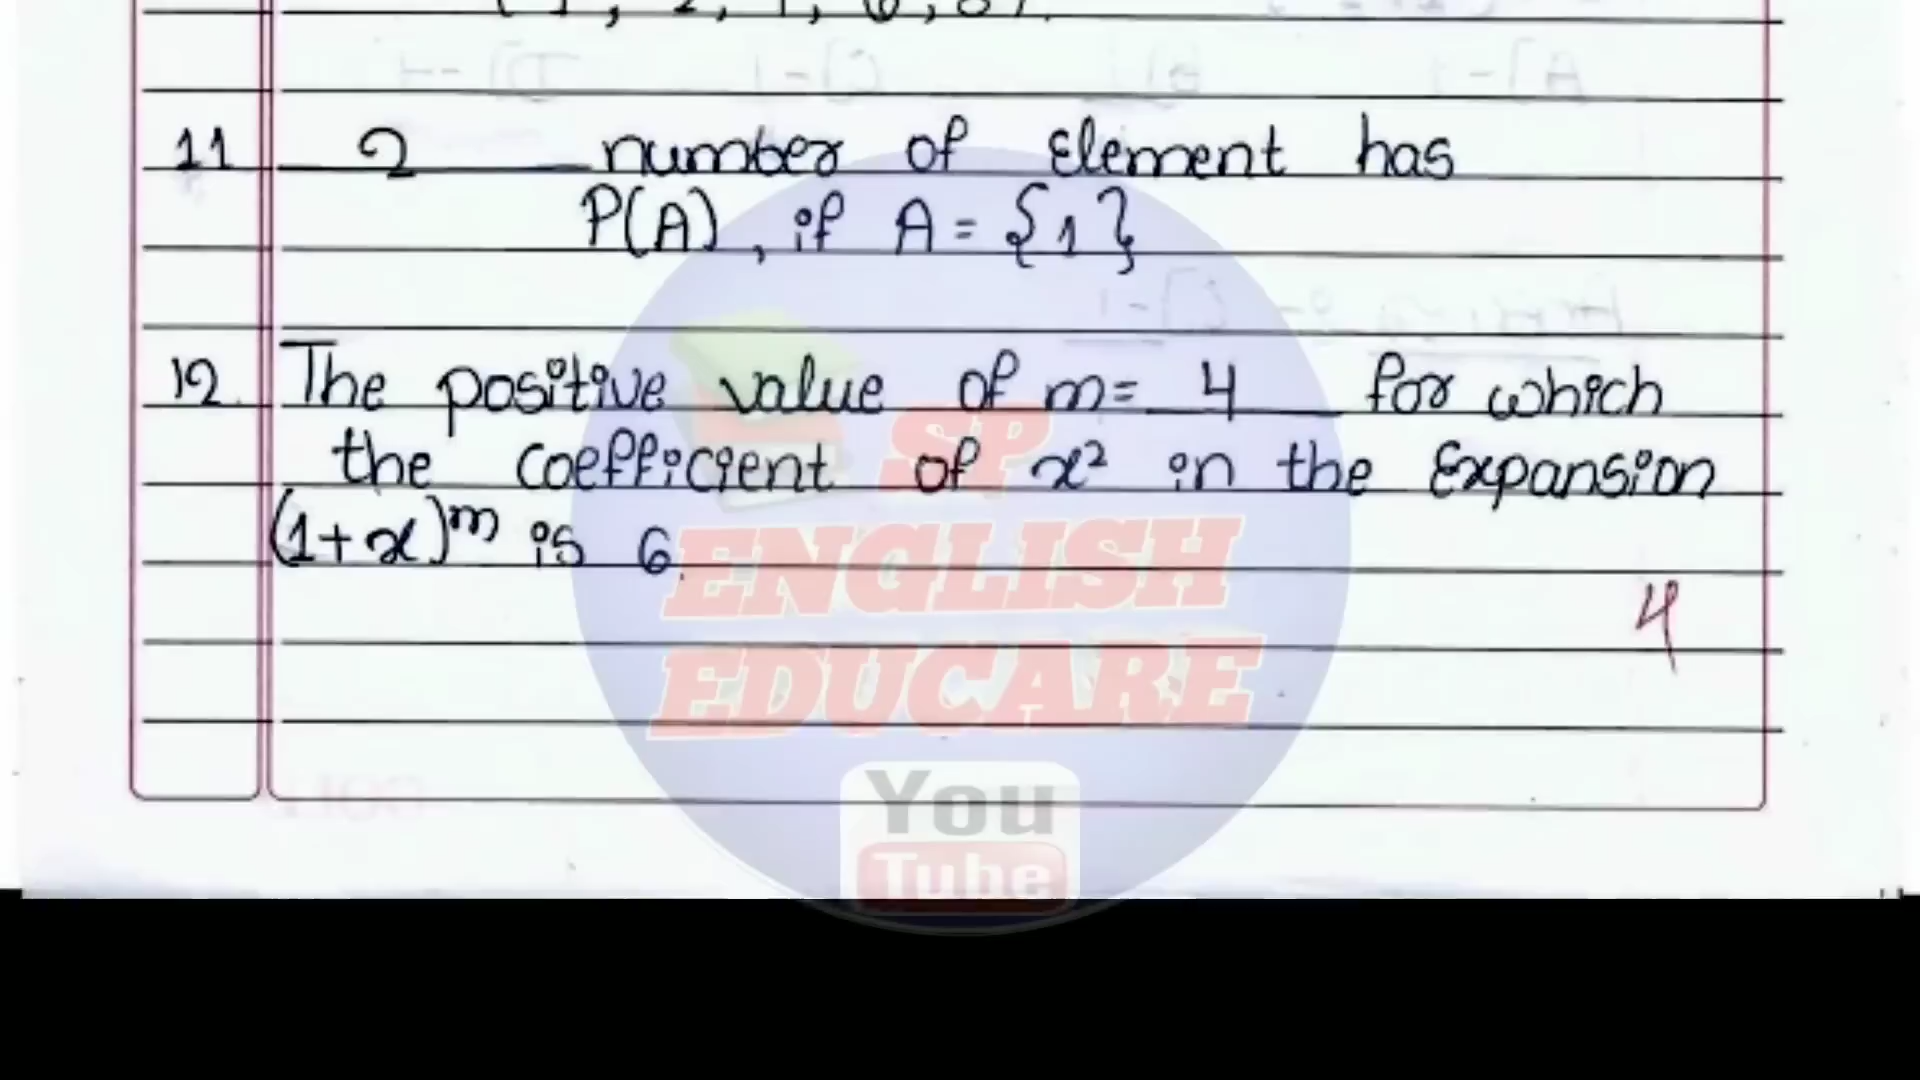 11 2 number of Element has
P(A), if A = {1}
12. The positive value of m = 4 for which
the coefficient of x² in the Expansion
(1+x)ᵐ is 6.
4
SP
ENGLISH
EDUCARE
You
Tube